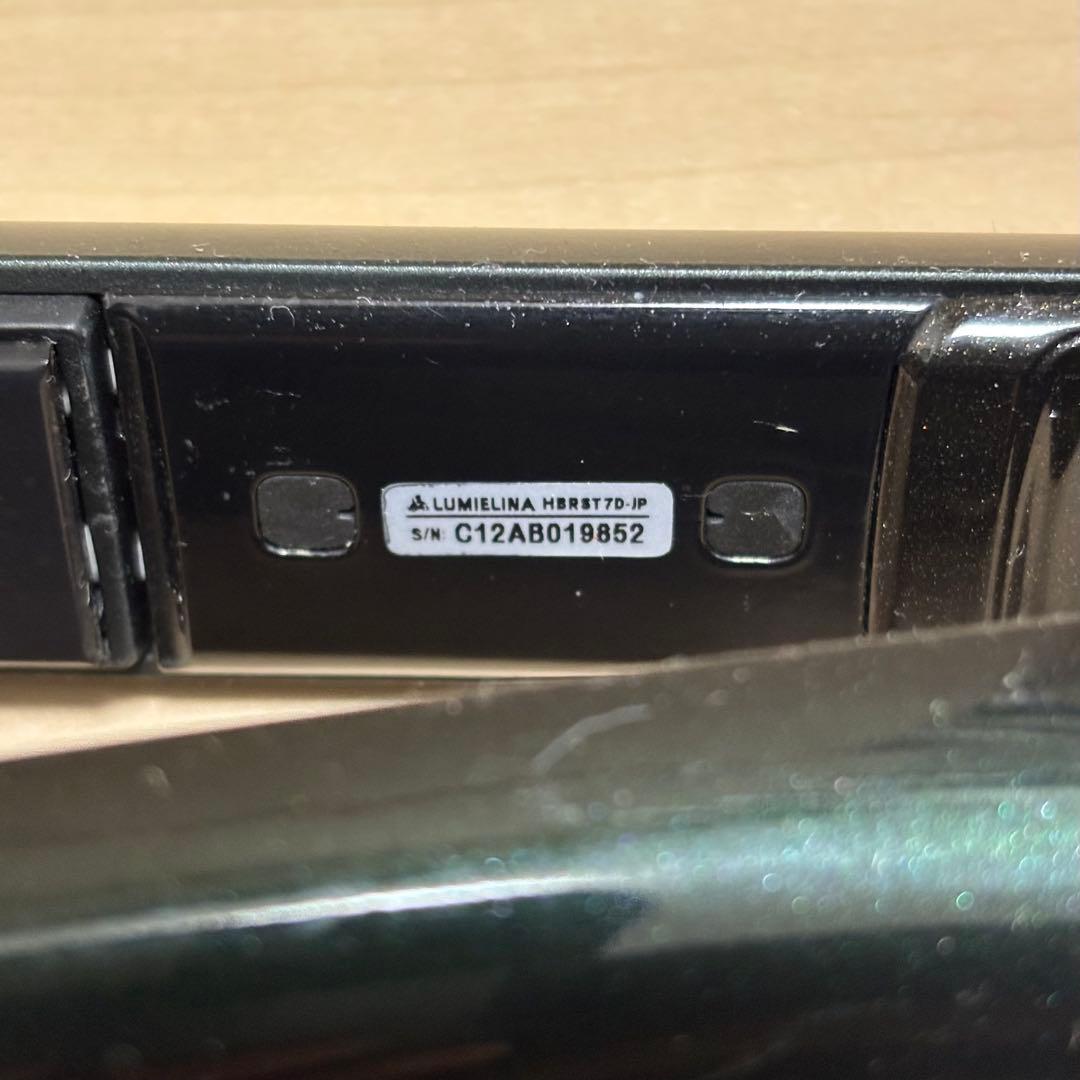 LUMIELINA HBRST7D-JP
S/N: C12AB019852